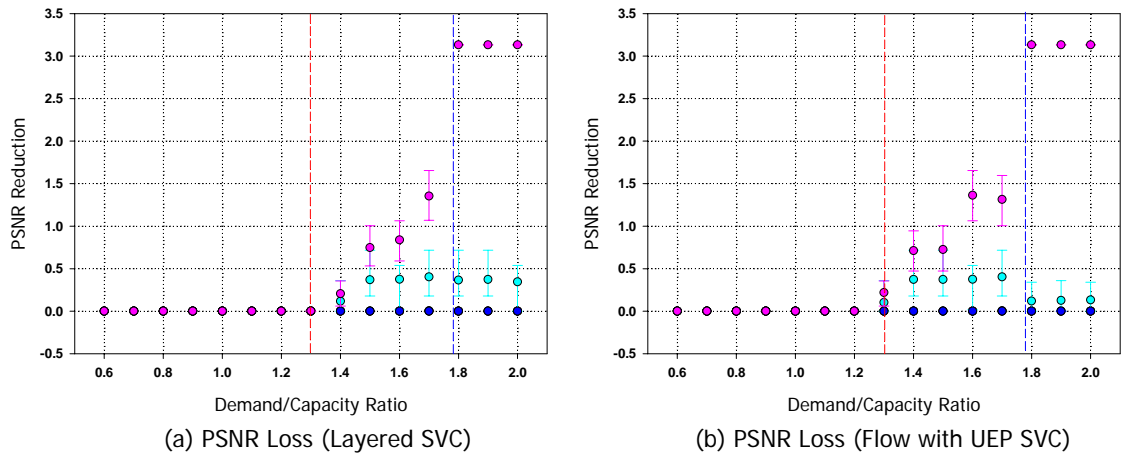 3.5
3.0
2.5
2.0
1.5
1.0
0.5
0.0
-0.5
PSNR Reduction
0.6 0.8 1.0 1.2 1.4 1.6 1.8 2.0
Demand/Capacity Ratio
(a) PSNR Loss (Layered SVC)
3.5
3.0
2.5
2.0
1.5
1.0
0.5
0.0
-0.5
PSNR Reduction
0.6 0.8 1.0 1.2 1.4 1.6 1.8 2.0
Demand/Capacity Ratio
(b) PSNR Loss (Flow with UEP SVC)